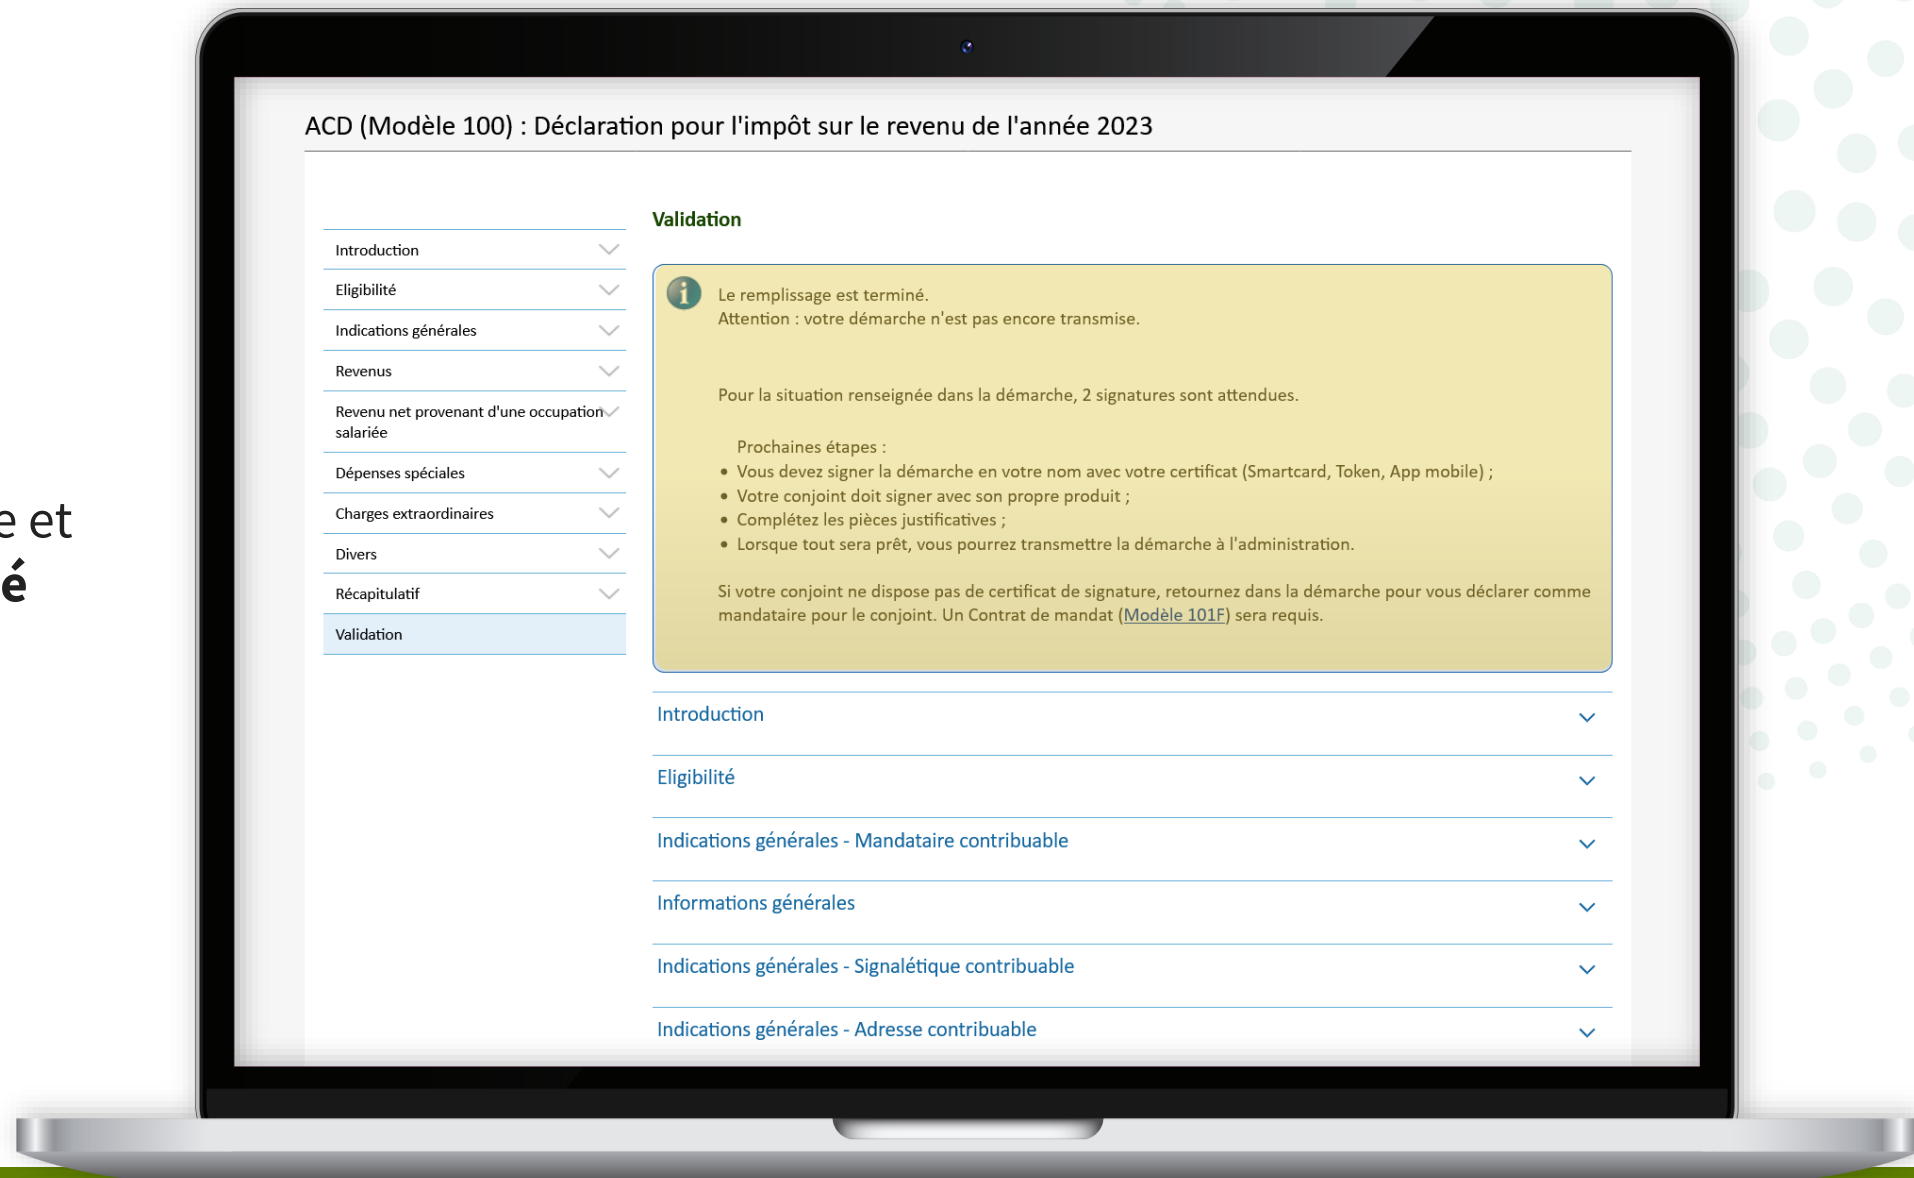 ACD (Modèle 100) : Déclaration pour l'impôt sur le revenu de l'année 2023
Introduction
Eligibilité
Indications générales
Revenus
Revenu net provenant d'une occupation
salariée
Dépenses spéciales
Charges extraordinaires
Divers
Récapitulatif
Validation
e et
é
Validation
Le remplissage est terminé.
Attention : votre démarche n'est pas encore transmise.
Pour la situation renseignée dans la démarche, 2 signatures sont attendues.
Prochaines étapes :
• Vous devez signer la démarche en votre nom avec votre certificat (Smartcard, Token, App mobile) ;
• Votre conjoint doit signer avec son propre produit ;
• Complétez les pièces justificatives ;
• Lorsque tout sera prêt, vous pourrez transmettre la démarche à l'administration.
Si votre conjoint ne dispose pas de certificat de signature, retournez dans la démarche pour vous déclarer comme
mandataire pour le conjoint. Un Contrat de mandat (Modèle 101F) sera requis.
Introduction
Eligibilité
Indications générales - Mandataire contribuable
Informations générales
Indications générales - Signalétique contribuable
Indications générales - Adresse contribuable